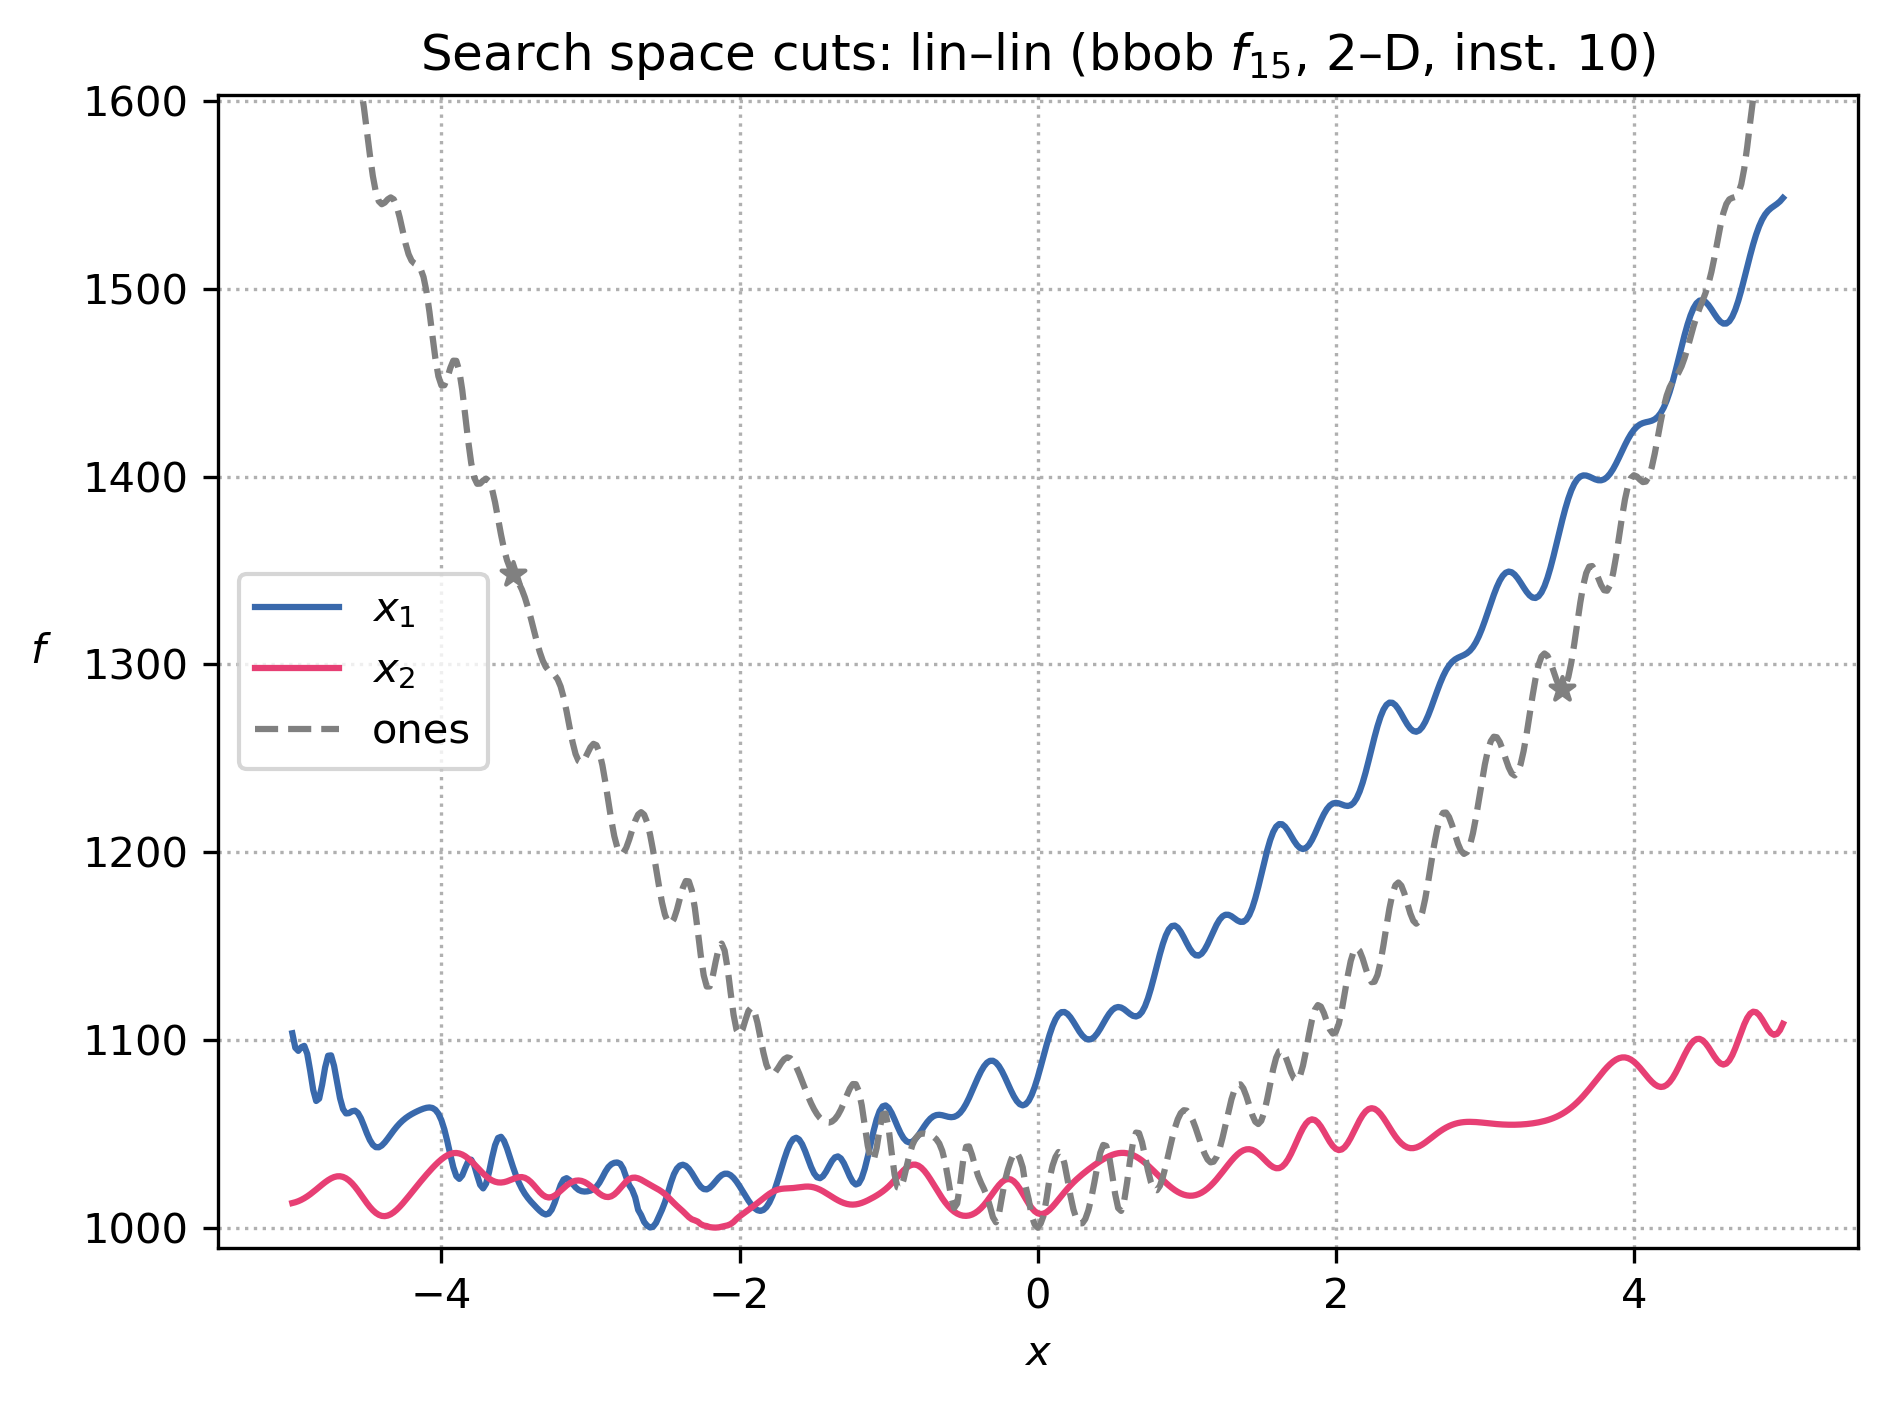 Search space cuts: lin–lin (bbob f₁₅, 2–D, inst. 10)
1600
1500
1400
1300
1200
1100
1000
f
x₁
x₂
ones
−4
−2
0
2
4
x